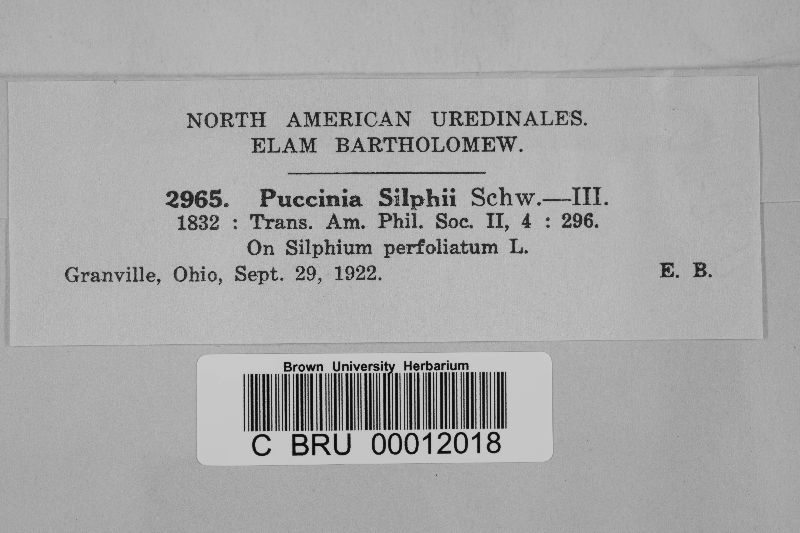 NORTH AMERICAN UREDINALES.
ELAM BARTHOLOMEW.
2965. Puccinia Silphii Schw.—III.
1832 : Trans. Am. Phil. Soc. II, 4 : 296.
On Silphium perfoliatum L.
Granville, Ohio, Sept. 29, 1922. E. B.
Brown University Herbarium
C BRU 00012018